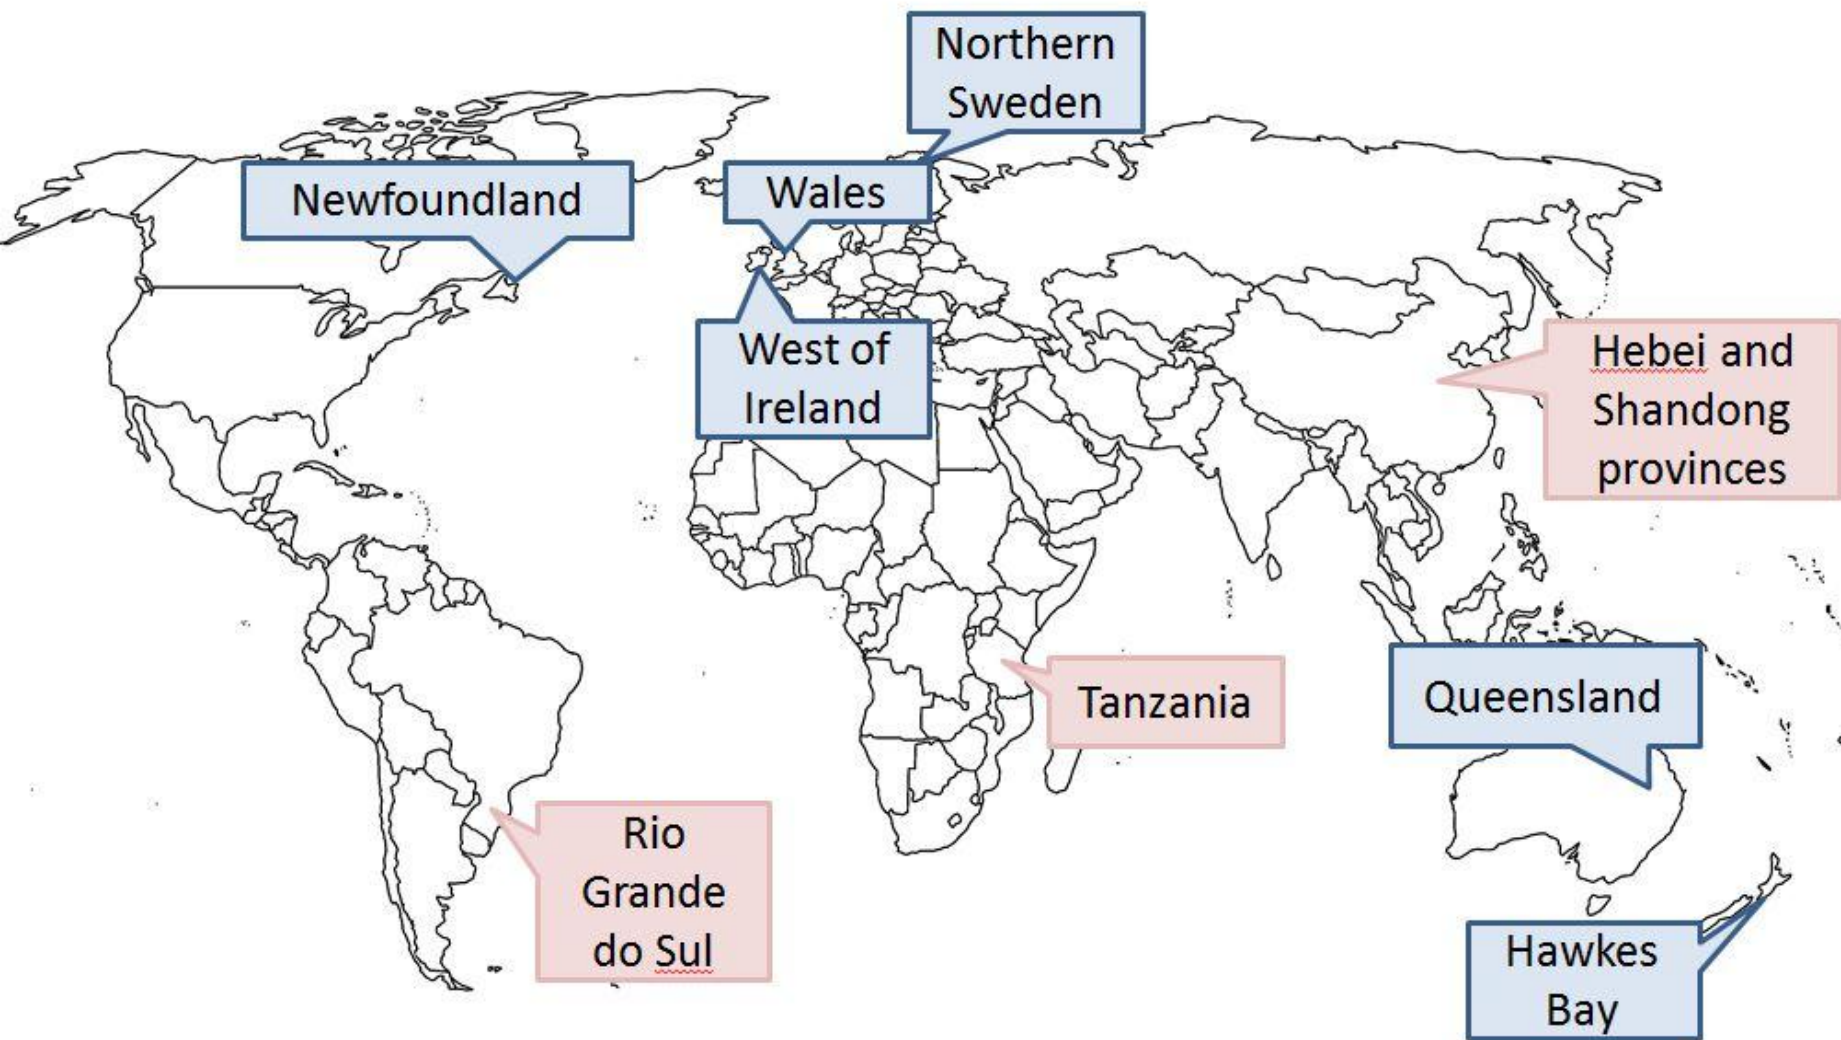 Northern
Sweden
Newfoundland
Wales
West of
Ireland
Hebei and
Shandong
provinces
Tanzania
Queensland
Rio
Grande
do Sul
Hawkes
Bay